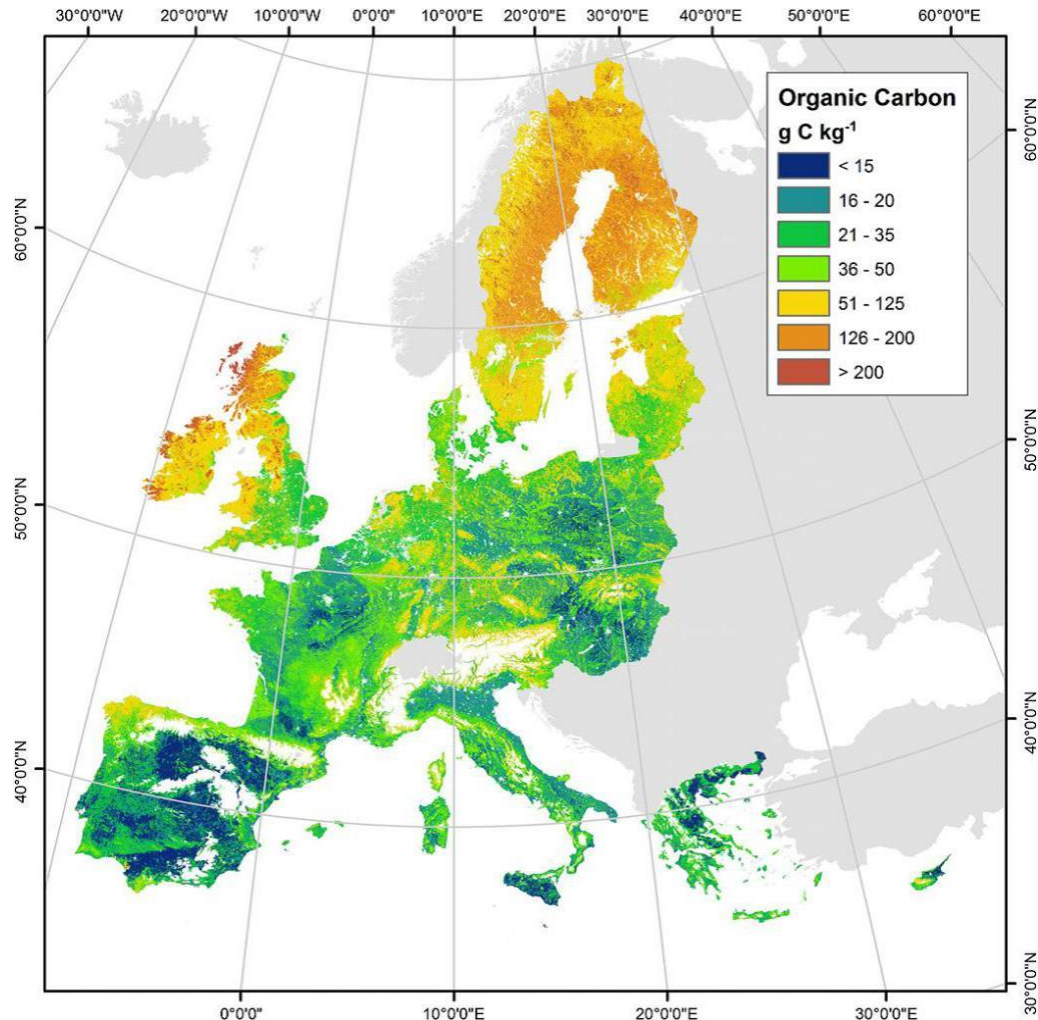 30°0'0"W 20°0'0"W 10°0'0"W 0°0'0" 10°0'0"E 20°0'0"E 30°0'0"E 40°0'0"E 50°0'0"E 60°0'0"E
Organic Carbon
g C kg⁻¹
< 15
16 - 20
21 - 35
36 - 50
51 - 125
126 - 200
> 200
60°0'0"N
50°0'0"N
40°0'0"N
60°0'0"N
50°0'0"N
40°0'0"N
30°0'0"N
0°0'0" 10°0'0"E 20°0'0"E 30°0'0"E